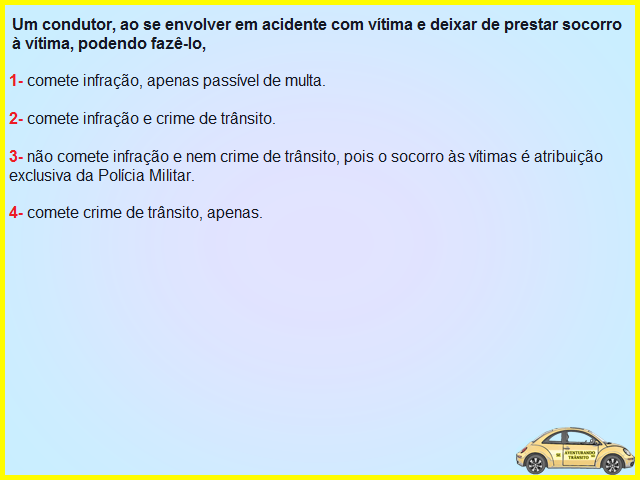 Um condutor, ao se envolver em acidente com vítima e deixar de prestar socorro
à vítima, podendo fazê-lo,
1- comete infração, apenas passível de multa.
2- comete infração e crime de trânsito.
3- não comete infração e nem crime de trânsito, pois o socorro às vítimas é atribuição
exclusiva da Polícia Militar.
4- comete crime de trânsito, apenas.
AVENTURANDO
TRÂNSITO